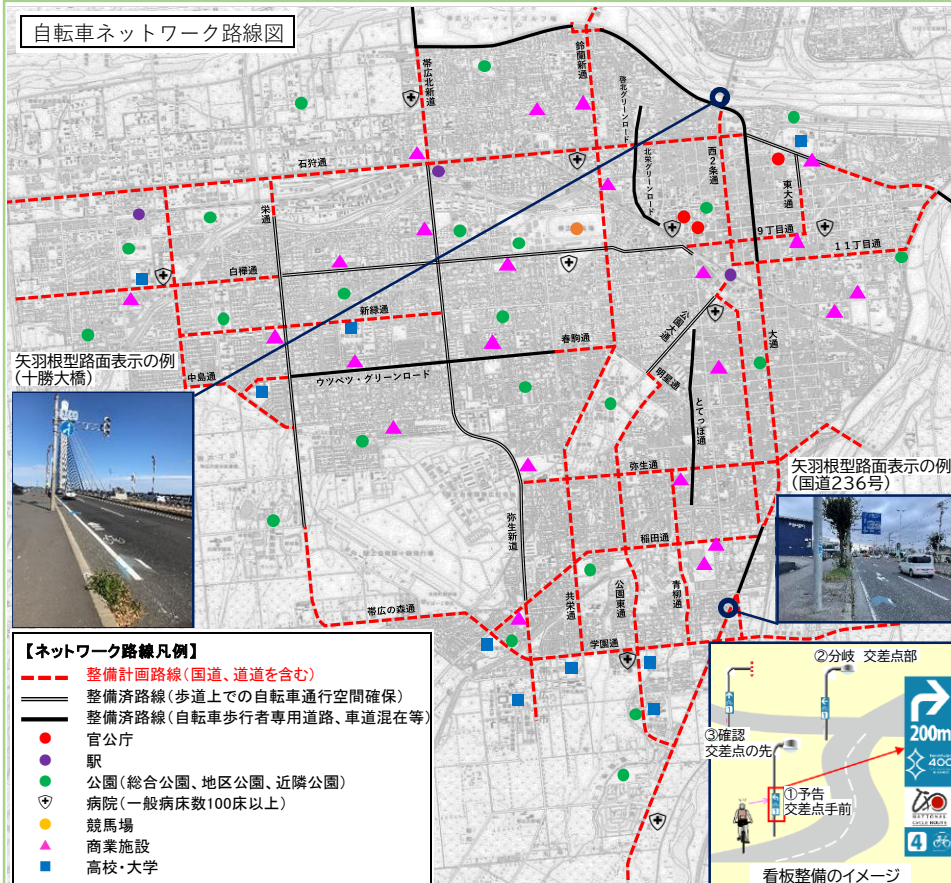 自転車ネットワーク路線図
帯広北新道
鈴蘭新通
啓北グリーンロード
北栄グリーンロード
西2条通
東大通
石狩通
栄通
9丁目通
11丁目通
白樺通
新緑通
公園大通
大通
春駒通
明星通
矢羽根型路面表示の例
(十勝大橋)
中島通
ウツベツ・グリーンロード
とてっぽ通
弥生通
矢羽根型路面表示の例
(国道236号)
弥生新道
稲田通
共栄通
公園東通
青柳通
帯広の森通
学園通
【ネットワーク路線凡例】
整備計画路線(国道、道道を含む)
整備済路線(歩道上での自転車通行空間確保)
整備済路線(自転車歩行者専用道路、車道混在等)
官公庁
駅
公園(総合公園、地区公園、近隣公園)
病院(一般病床数100床以上)
競馬場
商業施設
高校・大学
②分岐 交差点部
③確認
交差点の先
①予告
交差点手前
200m
400
NATIONAL
CYCLE ROUTE
4
看板整備のイメージ